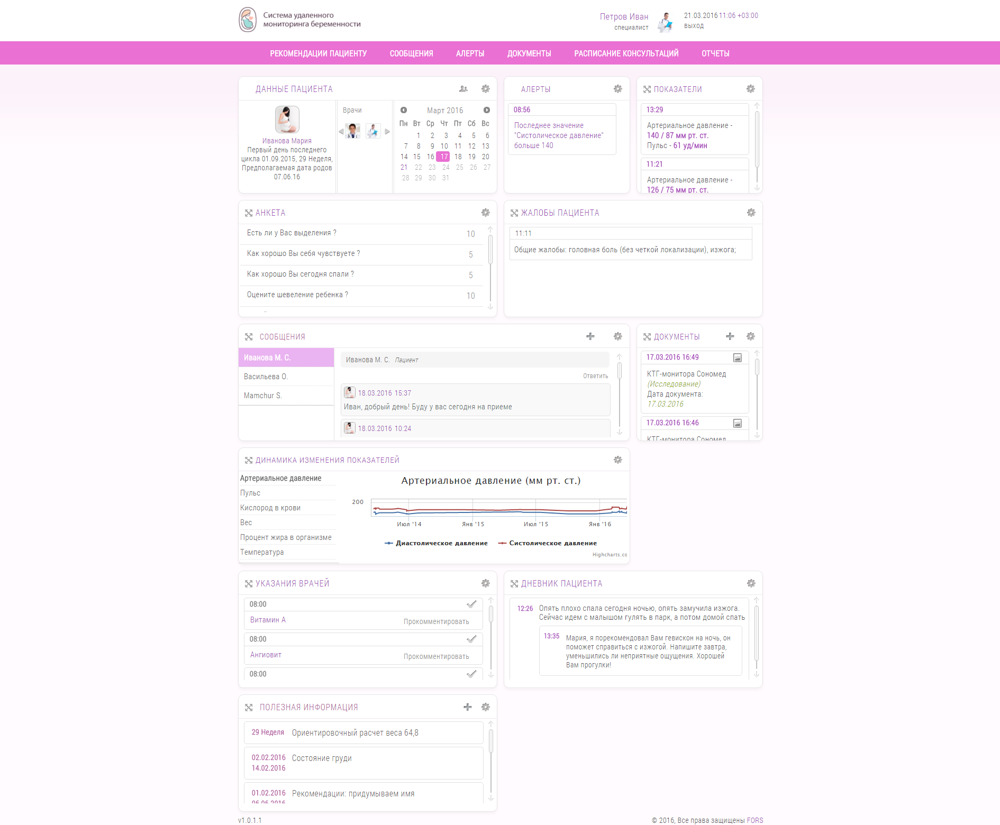 Система удаленного
мониторинга беременности
Петров Иван
специалист
21.03.2016 11:06 +03:00
выход
РЕКОМЕНДАЦИИ ПАЦИЕНТУ СООБЩЕНИЯ АЛЕРТЫ ДОКУМЕНТЫ РАСПИСАНИЕ КОНСУЛЬТАЦИЙ ОТЧЕТЫ
ДАННЫЕ ПАЦИЕНТА
Иванова Мария
Первый день последнего
цикла 01.09.2015, 29 Неделя,
Предполагаемая дата родов
07.06.16
Врачи
Март 2016
Пн Вт Ср Чт Пт Сб Вс
1 2 3 4 5 6
7 8 9 10 11 12 13
14 15 16 17 18 19 20
21 22 23 24 25 26 27
28 29 30 31
АЛЕРТЫ
08:56
Последнее значение
"Систолическое давление"
больше 140
ПОКАЗАТЕЛИ
13:29
Артериальное давление -
140 / 87 мм рт. ст.
Пульс - 61 уд/мин
11:21
Артериальное давление -
126 / 75 мм рт. ст.
АНКЕТА
Есть ли у Вас выделения ? 10
Как хорошо Вы себя чувствуете ? 5
Как хорошо Вы сегодня спали ? 5
Оцените шевеление ребенка ? 10
ЖАЛОБЫ ПАЦИЕНТА
11:11
Общие жалобы: головная боль (без четкой локализации), изжога;
СООБЩЕНИЯ
Иванова М. С.
Васильева О.
Mamchur S.
Иванова М. С. Пациент
Ответить
18.03.2016 15:37
Иван, добрый день! Буду у вас сегодня на приеме
18.03.2016 10:24
ДОКУМЕНТЫ
17.03.2016 16:49
КТГ-монитора Сономед
(Исследование)
Дата документа:
17.03.2016
17.03.2016 16:46
КТГ-монитора Сономед
ДИНАМИКА ИЗМЕНЕНИЯ ПОКАЗАТЕЛЕЙ
Артериальное давление
Пульс
Кислород в крови
Вес
Процент жира в организме
Температура
Артериальное давление (мм рт. ст.)
200
Июл '14 Янв '15 Июл '15 Янв '16
Диастолическое давление Систолическое давление
Highcharts.co
УКАЗАНИЯ ВРАЧЕЙ
08:00
Витамин А Прокомментировать
08:00
Ангиовит Прокомментировать
08:00
ДНЕВНИК ПАЦИЕНТА
12:26 Опять плохо спала сегодня ночью, опять замучила изжога.
Сейчас идем с малышом гулять в парк, а потом домой спать
13:35 Мария, я порекомендовал Вам гевискон на ночь, он
поможет справиться с изжогой. Напишите завтра,
уменьшились ли неприятные ощущения. Хорошей
Вам прогулки!
ПОЛЕЗНАЯ ИНФОРМАЦИЯ
29 Неделя Ориентировочный расчет веса 64,8
02.02.2016 Состояние груди
14.02.2016
01.02.2016 Рекомендации: придумываем имя
06.06.2016
v1.0.1.1
© 2016, Все права защищены FORS